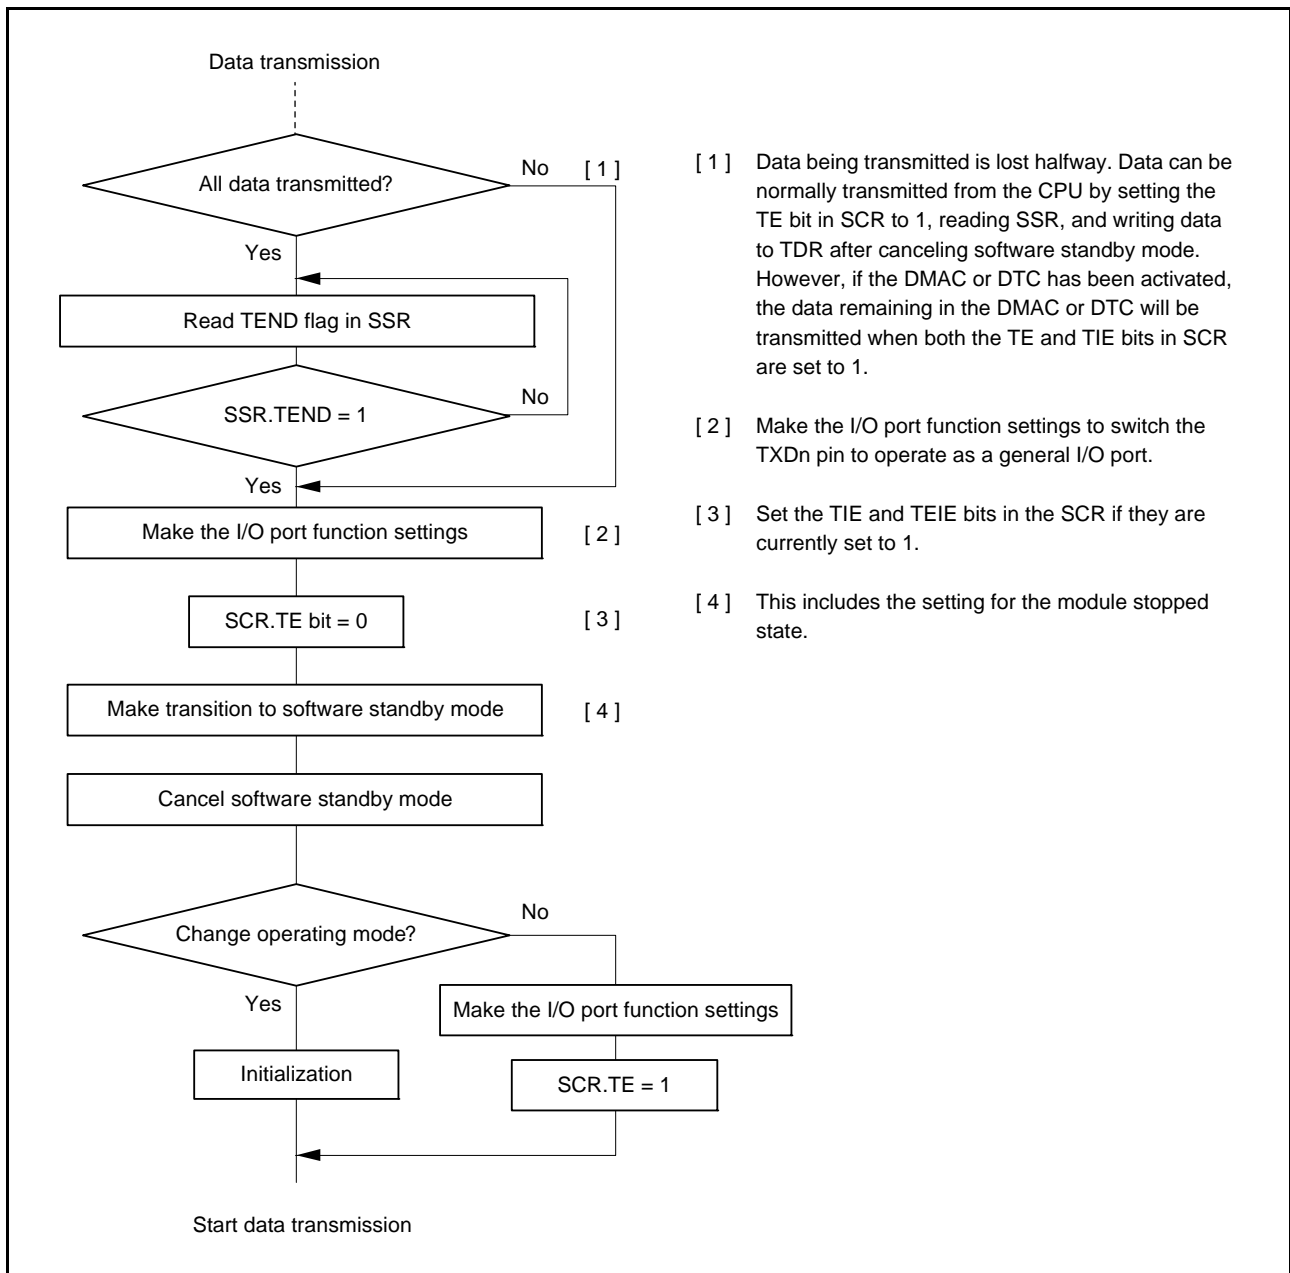 Data transmission
All data transmitted?
No
[ 1 ]
Yes
Read TEND flag in SSR
SSR.TEND = 1
No
Yes
Make the I/O port function settings
[ 2 ]
SCR.TE bit = 0
[ 3 ]
Make transition to software standby mode
[ 4 ]
Cancel software standby mode
Change operating mode?
No
Yes
Make the I/O port function settings
Initialization
SCR.TE = 1
Start data transmission
[ 1 ] Data being transmitted is lost halfway. Data can be
normally transmitted from the CPU by setting the
TE bit in SCR to 1, reading SSR, and writing data
to TDR after canceling software standby mode.
However, if the DMAC or DTC has been activated,
the data remaining in the DMAC or DTC will be
transmitted when both the TE and TIE bits in SCR
are set to 1.
[ 2 ] Make the I/O port function settings to switch the
TXDn pin to operate as a general I/O port.
[ 3 ] Set the TIE and TEIE bits in the SCR if they are
currently set to 1.
[ 4 ] This includes the setting for the module stopped
state.